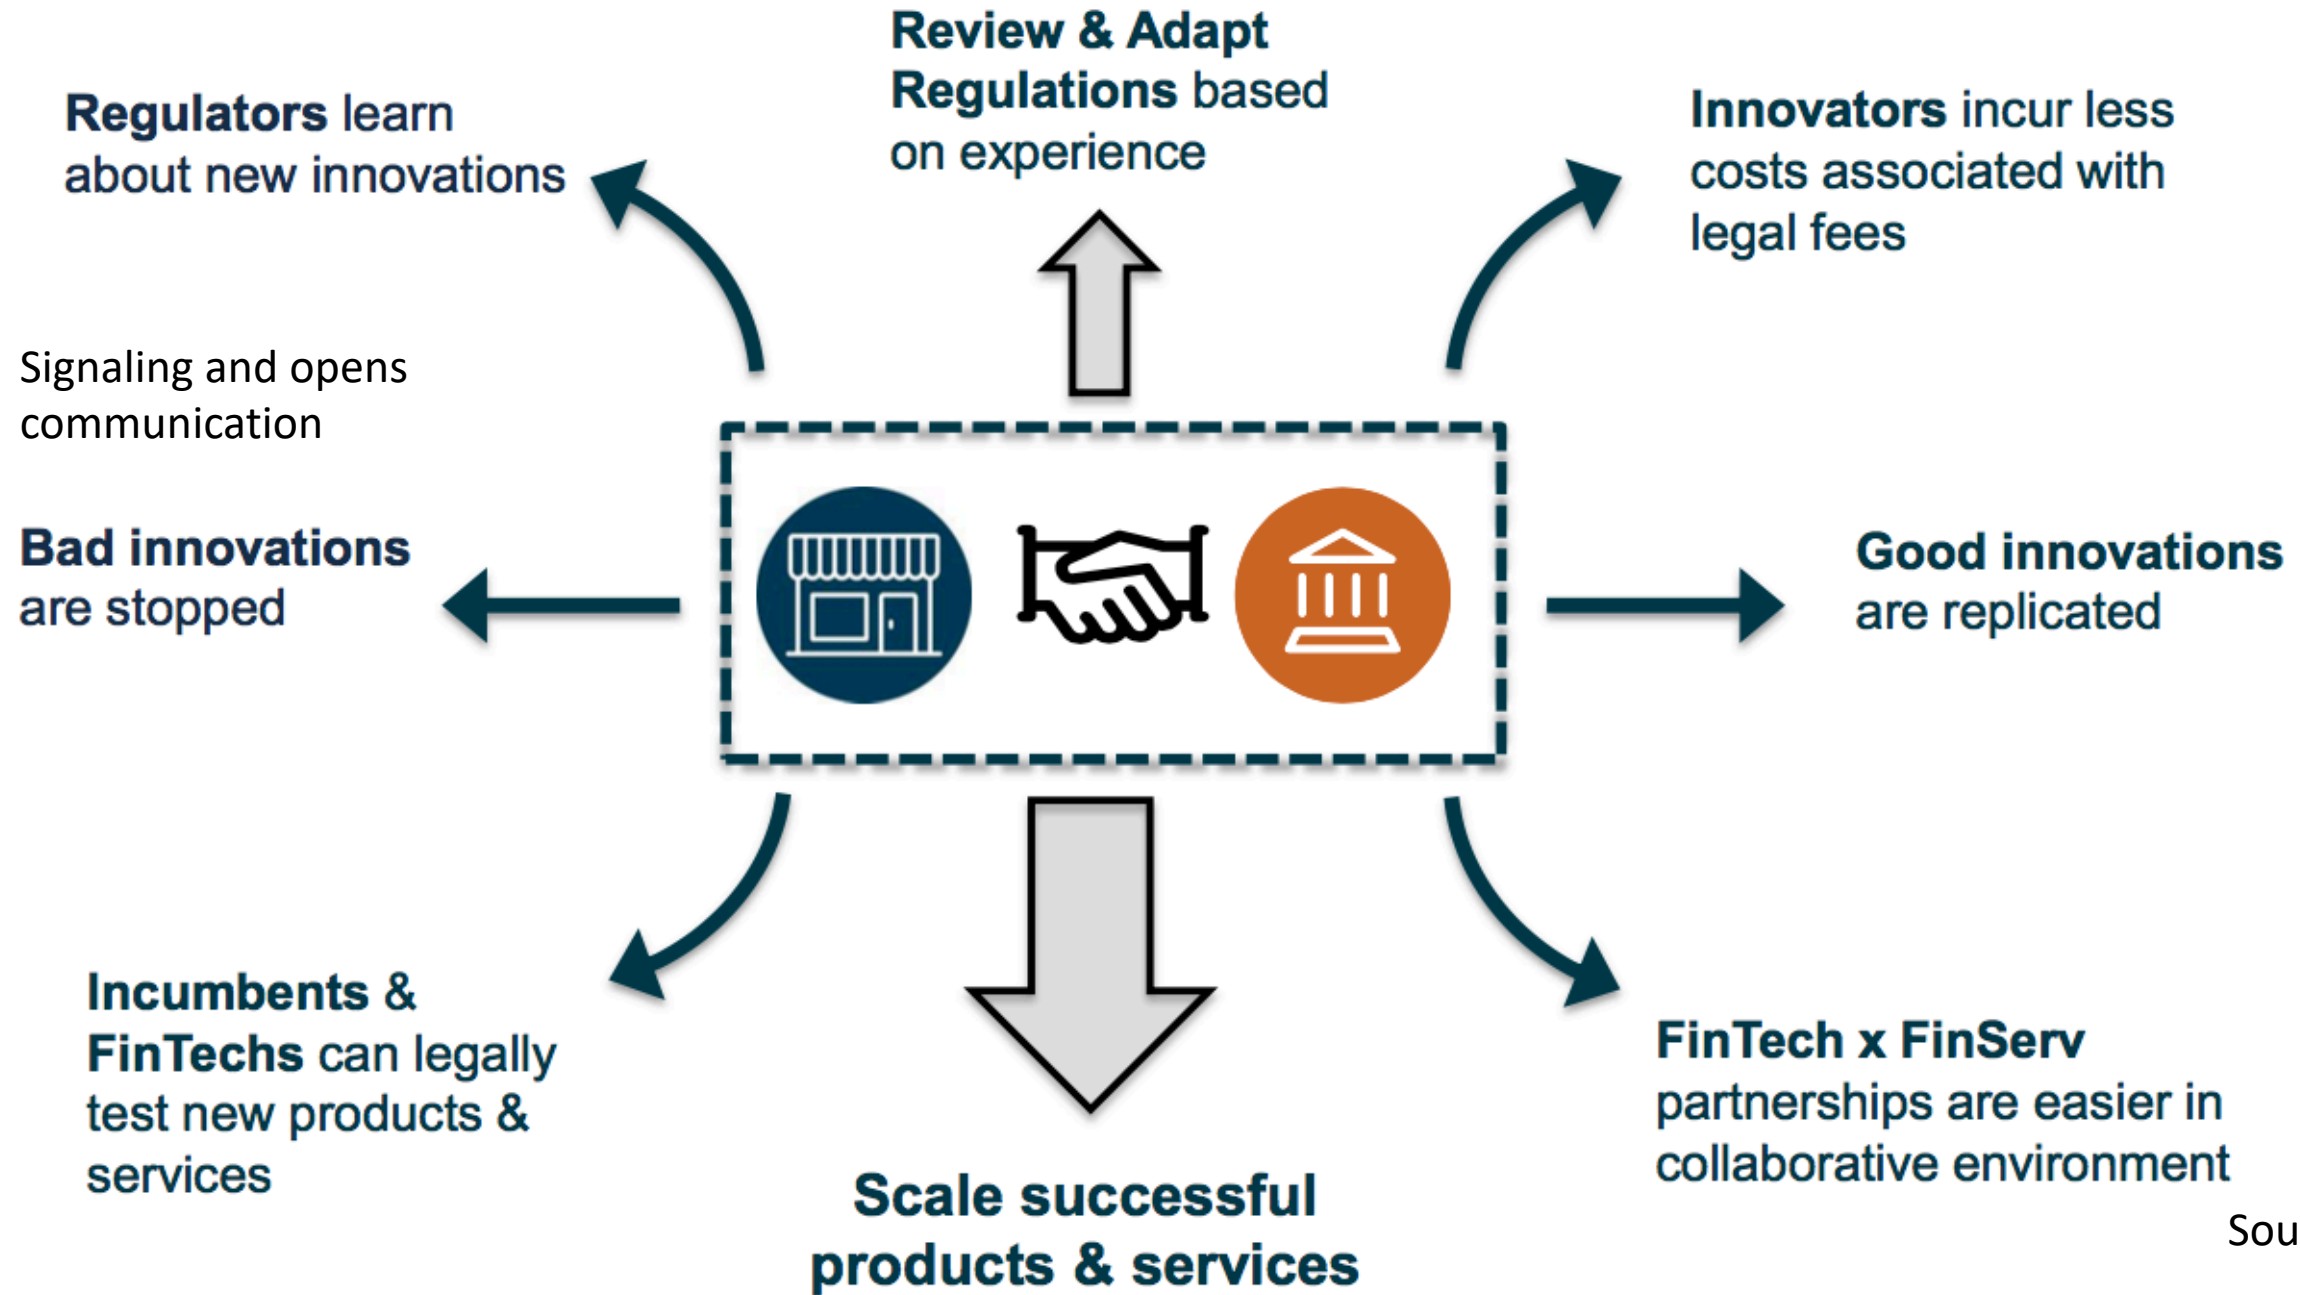 Review & Adapt
Regulations based
on experience
Regulators learn
about new innovations
Innovators incur less
costs associated with
legal fees
Signaling and opens
communication
Bad innovations
are stopped
Good innovations
are replicated
Incumbents &
FinTechs can legally
test new products &
services
FinTech x FinServ
partnerships are easier in
collaborative environment
Scale successful
products & services
Sou